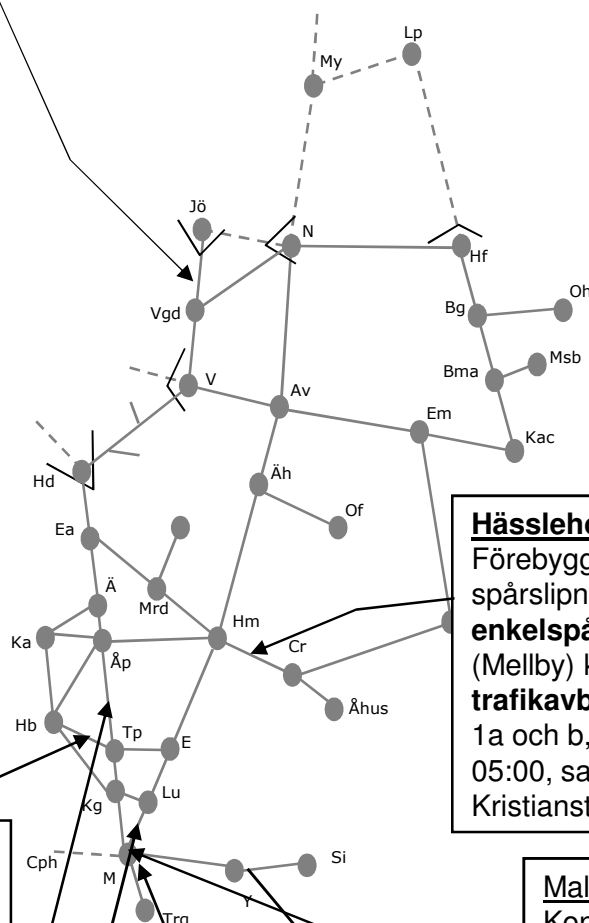 Lp
My
Jö
N
Hf
Vgd
Bg
Oh
Msb
Bma
V
Av
Em
Kac
Äh
Hd
Of
Ea
Ä
Mrd
Hm
Cr
Ka
Åp
Åhus
Hb
Tp
E
Kg
Lu
Cph
M
Si
Y
Trg
Hässleho
Förebygg
spårslipn
enkelspå
(Mellby) k
trafikavb
1a och b,
05:00, sa
Kristianst
Mal
Kon